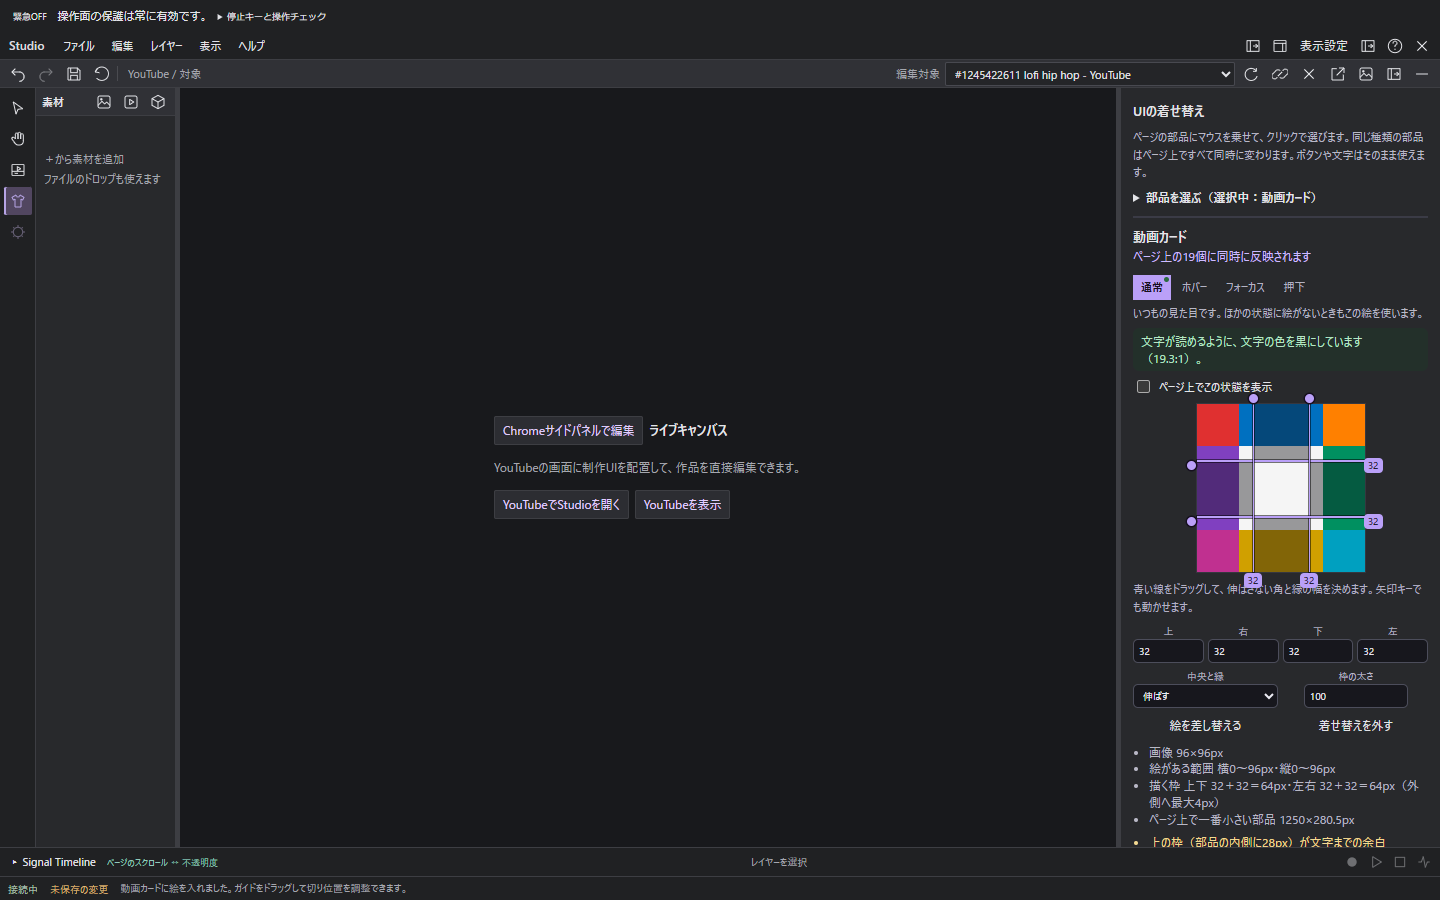 緊急OFF 操作面の保護は常に有効です。 ▶ 停止キーと操作チェック
Studio ファイル 編集 レイヤー 表示 ヘルプ 表示設定
YouTube / 対象 編集対象 #1245422611 lofi hip hop - YouTube
素材
＋から素材を追加
ファイルのドロップも使えます
Chromeサイドパネルで編集 ライブキャンバス
YouTubeの画面に制作UIを配置して、作品を直接編集できます。
YouTubeでStudioを開く YouTubeを表示
UIの着せ替え
ページの部品にマウスを乗せて、クリックで選びます。同じ種類の部品
はページ上ですべて同時に変わります。ボタンや文字はそのまま使えま
す。
▶ 部品を選ぶ（選択中：動画カード）
動画カード
ページ上の19個に同時に反映されます
通常 ホバー フォーカス 押下
いつもの見た目です。ほかの状態に絵がないときもこの絵を使います。
文字が読めるように、文字の色を黒にしています
（19.3:1）。
ページ上でこの状態を表示
32
32
32 32
青い線をドラッグして、伸ばさない角と縁の幅を決めます。矢印キーで
も動かせます。
上 右 下 左
32 32 32 32
中央と縁 枠の太さ
伸ばす 100
絵を差し替える 着せ替えを外す
• 画像 96×96px
• 絵がある範囲 横0～96px・縦0～96px
• 描く枠 上下 32＋32＝64px・左右 32＋32＝64px（外
側へ最大4px）
• ページ上で一番小さい部品 1250×280.5px
• 上の枠（部品の内側に28px）が文字までの余白
▸ Signal Timeline ページのスクロール ↔ 不透明度 レイヤーを選択
接続中 未保存の変更 動画カードに絵を入れました。ガイドをドラッグして切り位置を調整できます。